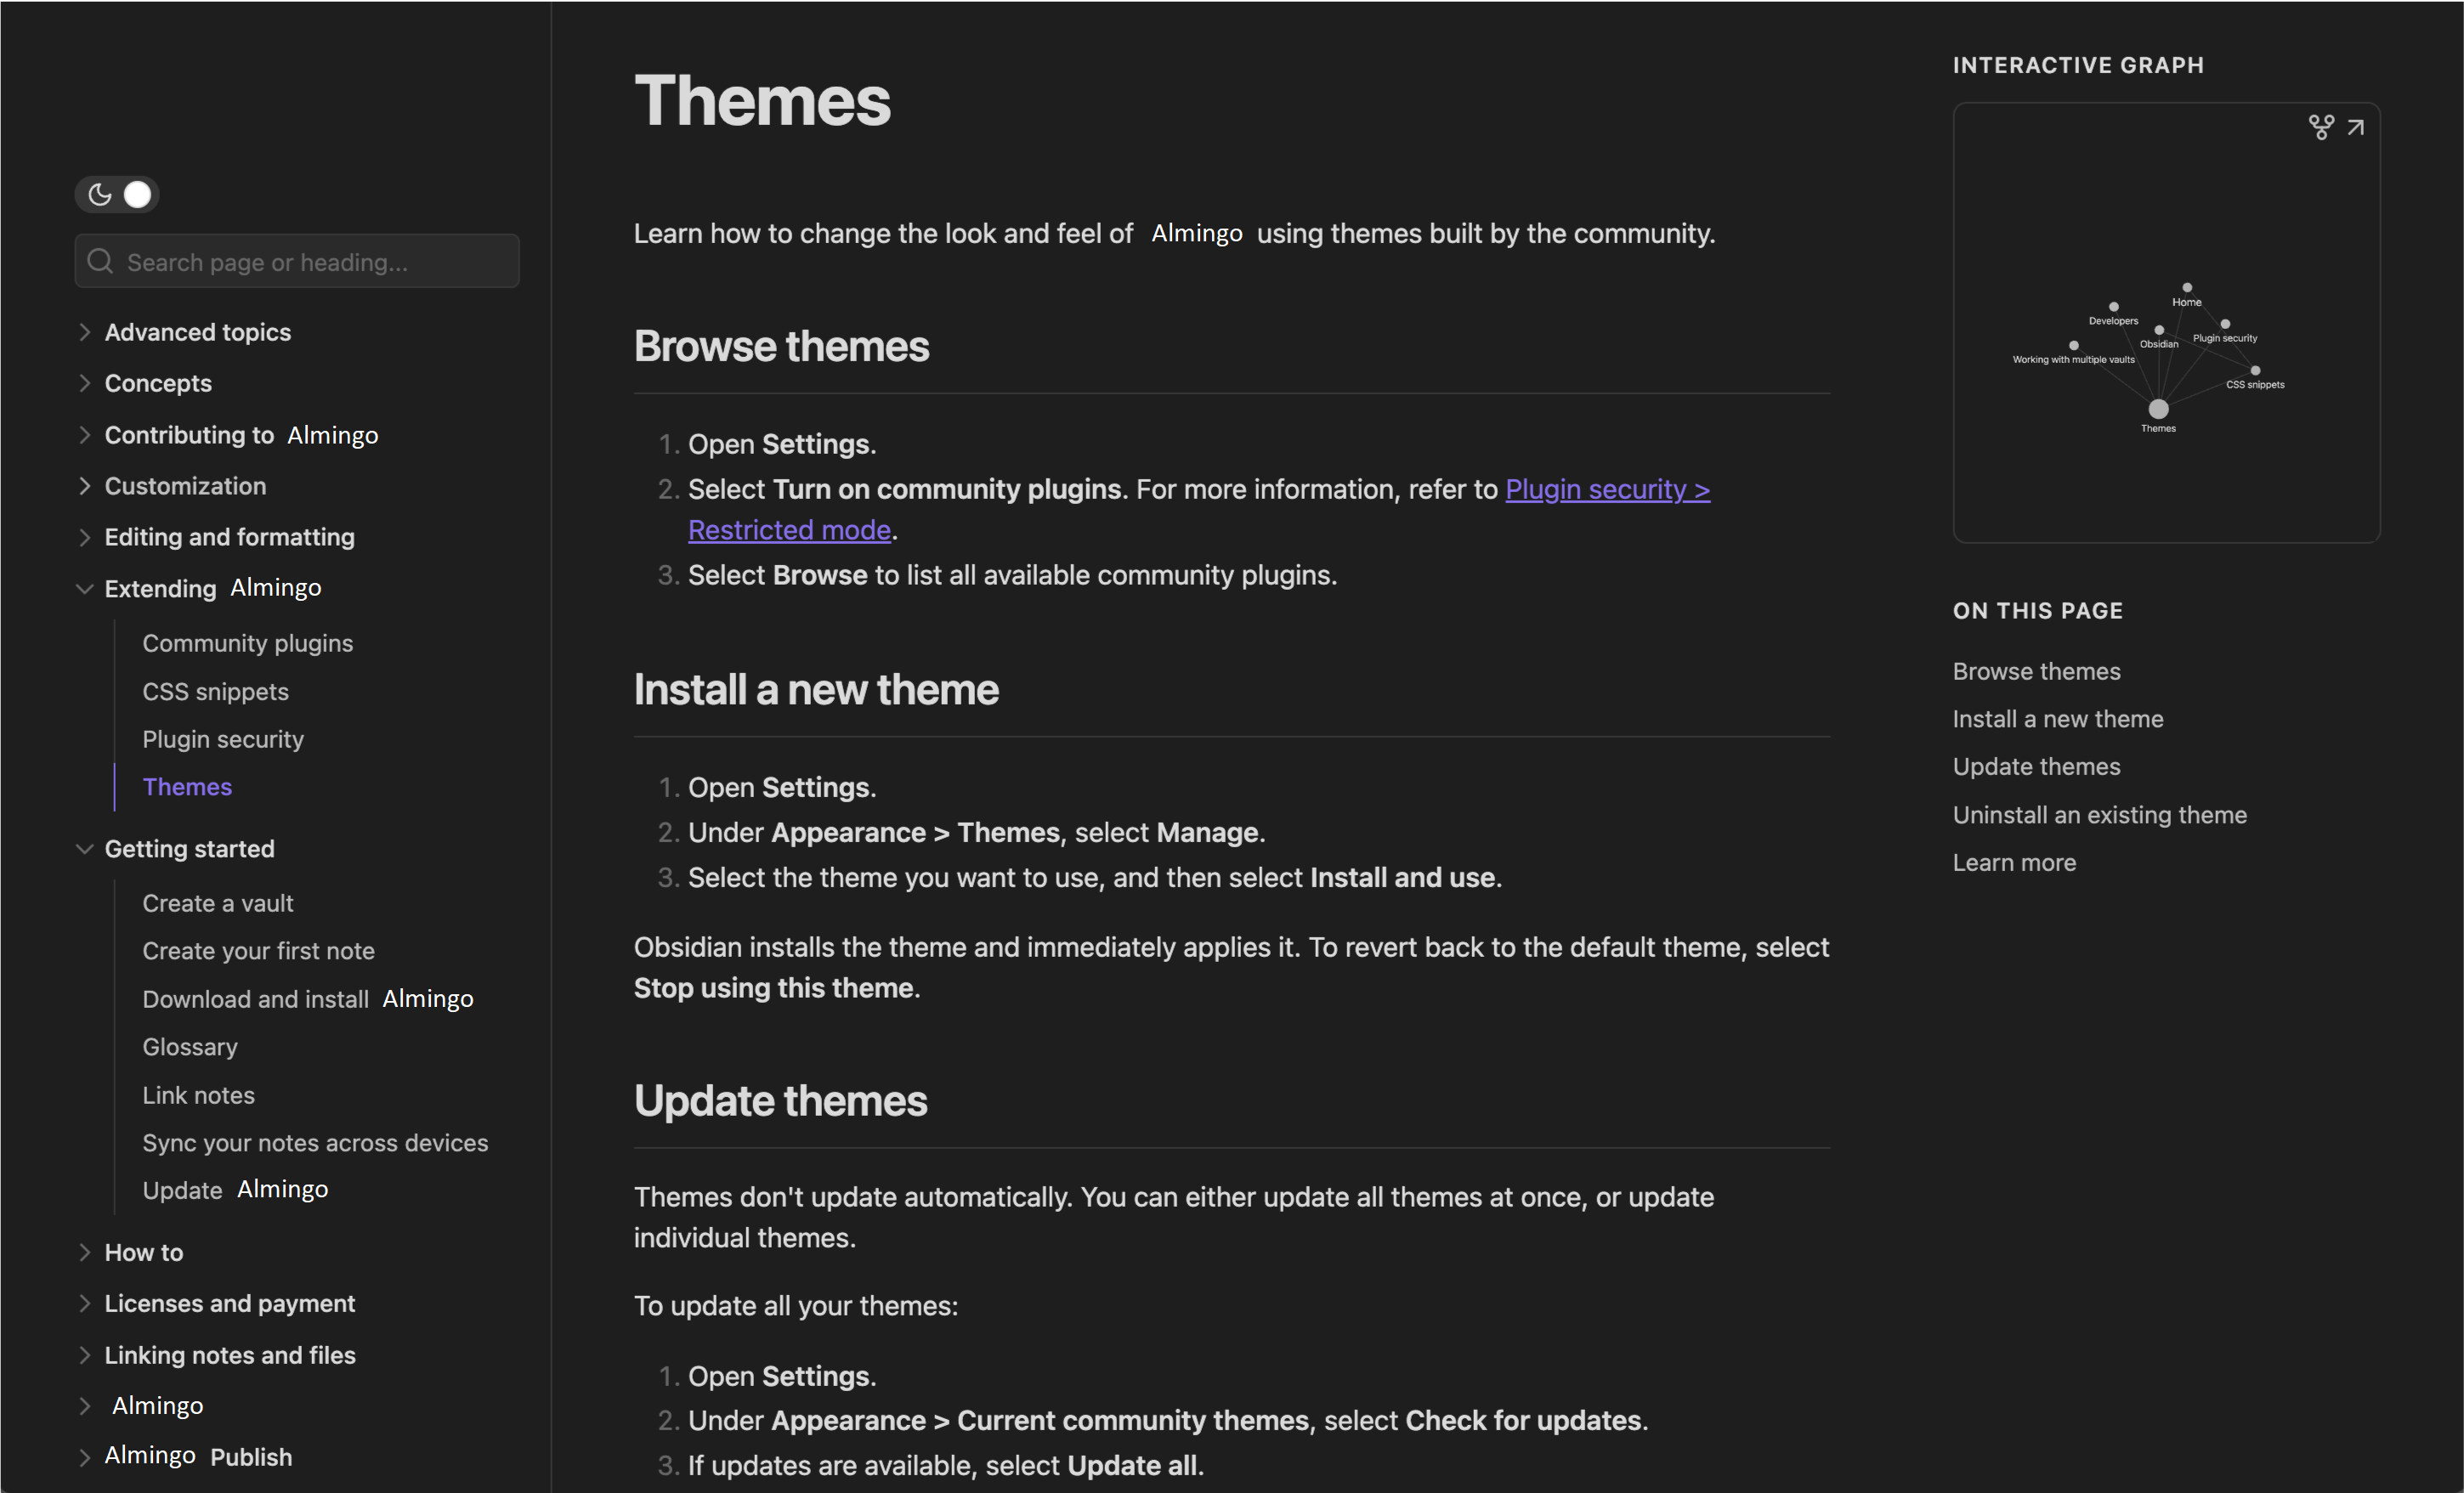 Search page or heading...
Advanced topics
Concepts
Contributing to Almingo
Customization
Editing and formatting
Extending Almingo
Community plugins
CSS snippets
Plugin security
Themes
Getting started
Create a vault
Create your first note
Download and install Almingo
Glossary
Link notes
Sync your notes across devices
Update Almingo
How to
Licenses and payment
Linking notes and files
Almingo
Almingo Publish
Themes
Learn how to change the look and feel of Almingo using themes built by the community.
Browse themes
1. Open Settings.
2. Select Turn on community plugins. For more information, refer to Plugin security >
Restricted mode.
3. Select Browse to list all available community plugins.
Install a new theme
1. Open Settings.
2. Under Appearance > Themes, select Manage.
3. Select the theme you want to use, and then select Install and use.
Obsidian installs the theme and immediately applies it. To revert back to the default theme, select
Stop using this theme.
Update themes
Themes don't update automatically. You can either update all themes at once, or update
individual themes.
To update all your themes:
1. Open Settings.
2. Under Appearance > Current community themes, select Check for updates.
3. If updates are available, select Update all.
INTERACTIVE GRAPH
Home
Developers
Plugin security
Obsidian
Working with multiple vaults
CSS snippets
Themes
ON THIS PAGE
Browse themes
Install a new theme
Update themes
Uninstall an existing theme
Learn more